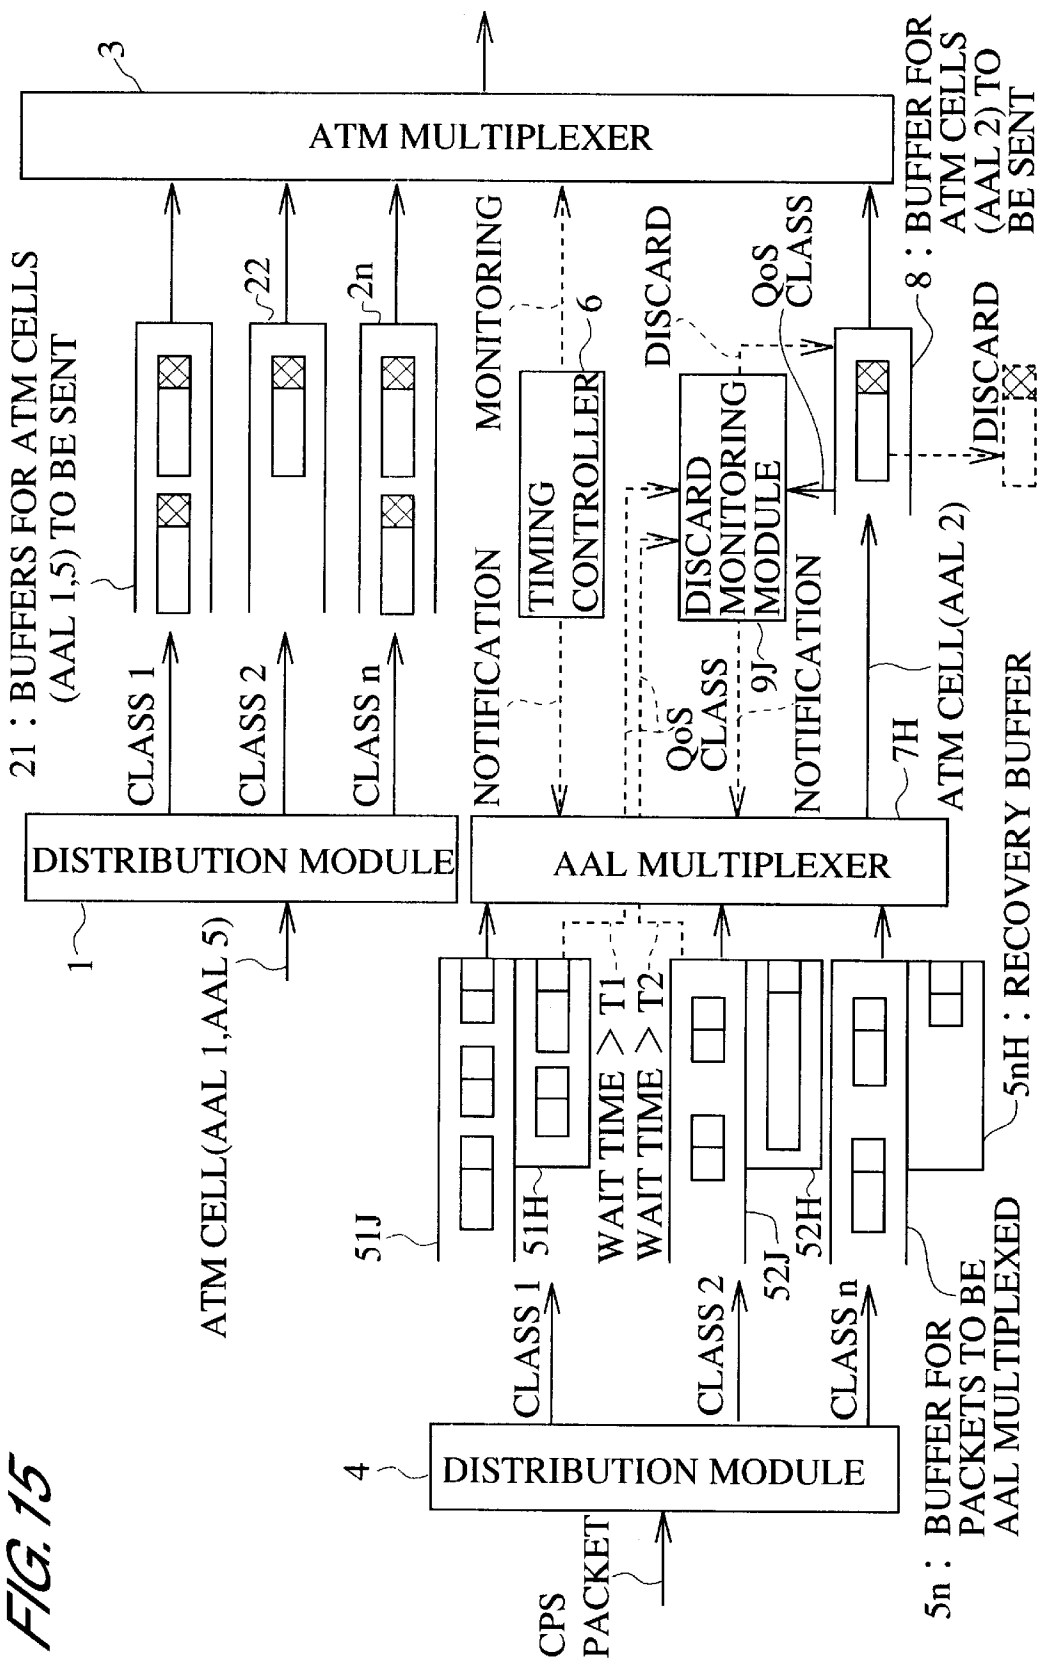 FIG. 15
21 : BUFFERS FOR ATM CELLS
(AAL 1,5) TO BE SENT
3
ATM CELL(AAL 1,AAL 5)
1
DISTRIBUTION MODULE
CLASS 1
CLASS 2
CLASS n
22
2n
ATM MULTIPLEXER
NOTIFICATION
TIMING
CONTROLLER
6
MONITORING
CPS
PACKET
4
DISTRIBUTION MODULE
CLASS 1
CLASS 2
CLASS n
51J
51H
WAIT TIME > T1
WAIT TIME > T2
52J
52H
AAL MULTIPLEXER
7H
QoS
CLASS
9J
NOTIFICATION
DISCARD
MONITORING
MODULE
DISCARD
QoS
CLASS
ATM CELL(AAL 2)
8 : BUFFER FOR
ATM CELLS
(AAL 2) TO
BE SENT
DISCARD
5n : BUFFER FOR
PACKETS TO BE
AAL MULTIPLEXED
5nH : RECOVERY BUFFER